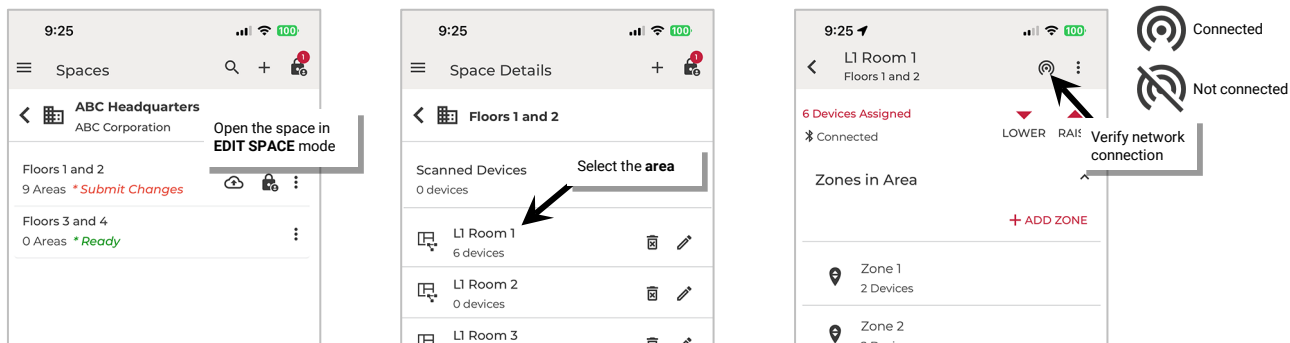 9:25
100
Spaces
1
ABC Headquarters
ABC Corporation
Open the space in
EDIT SPACE mode
Floors 1 and 2
9 Areas * Submit Changes
Floors 3 and 4
0 Areas * Ready
9:25
100
Space Details
1
Floors 1 and 2
Scanned Devices
0 devices
Select the area
L1 Room 1
6 devices
L1 Room 2
0 devices
L1 Room 3
9:25
100
L1 Room 1
Floors 1 and 2
6 Devices Assigned
Connected
LOWER
Verify network
connection
Zones in Area
+ ADD ZONE
Zone 1
2 Devices
Zone 2
Connected
Not connected